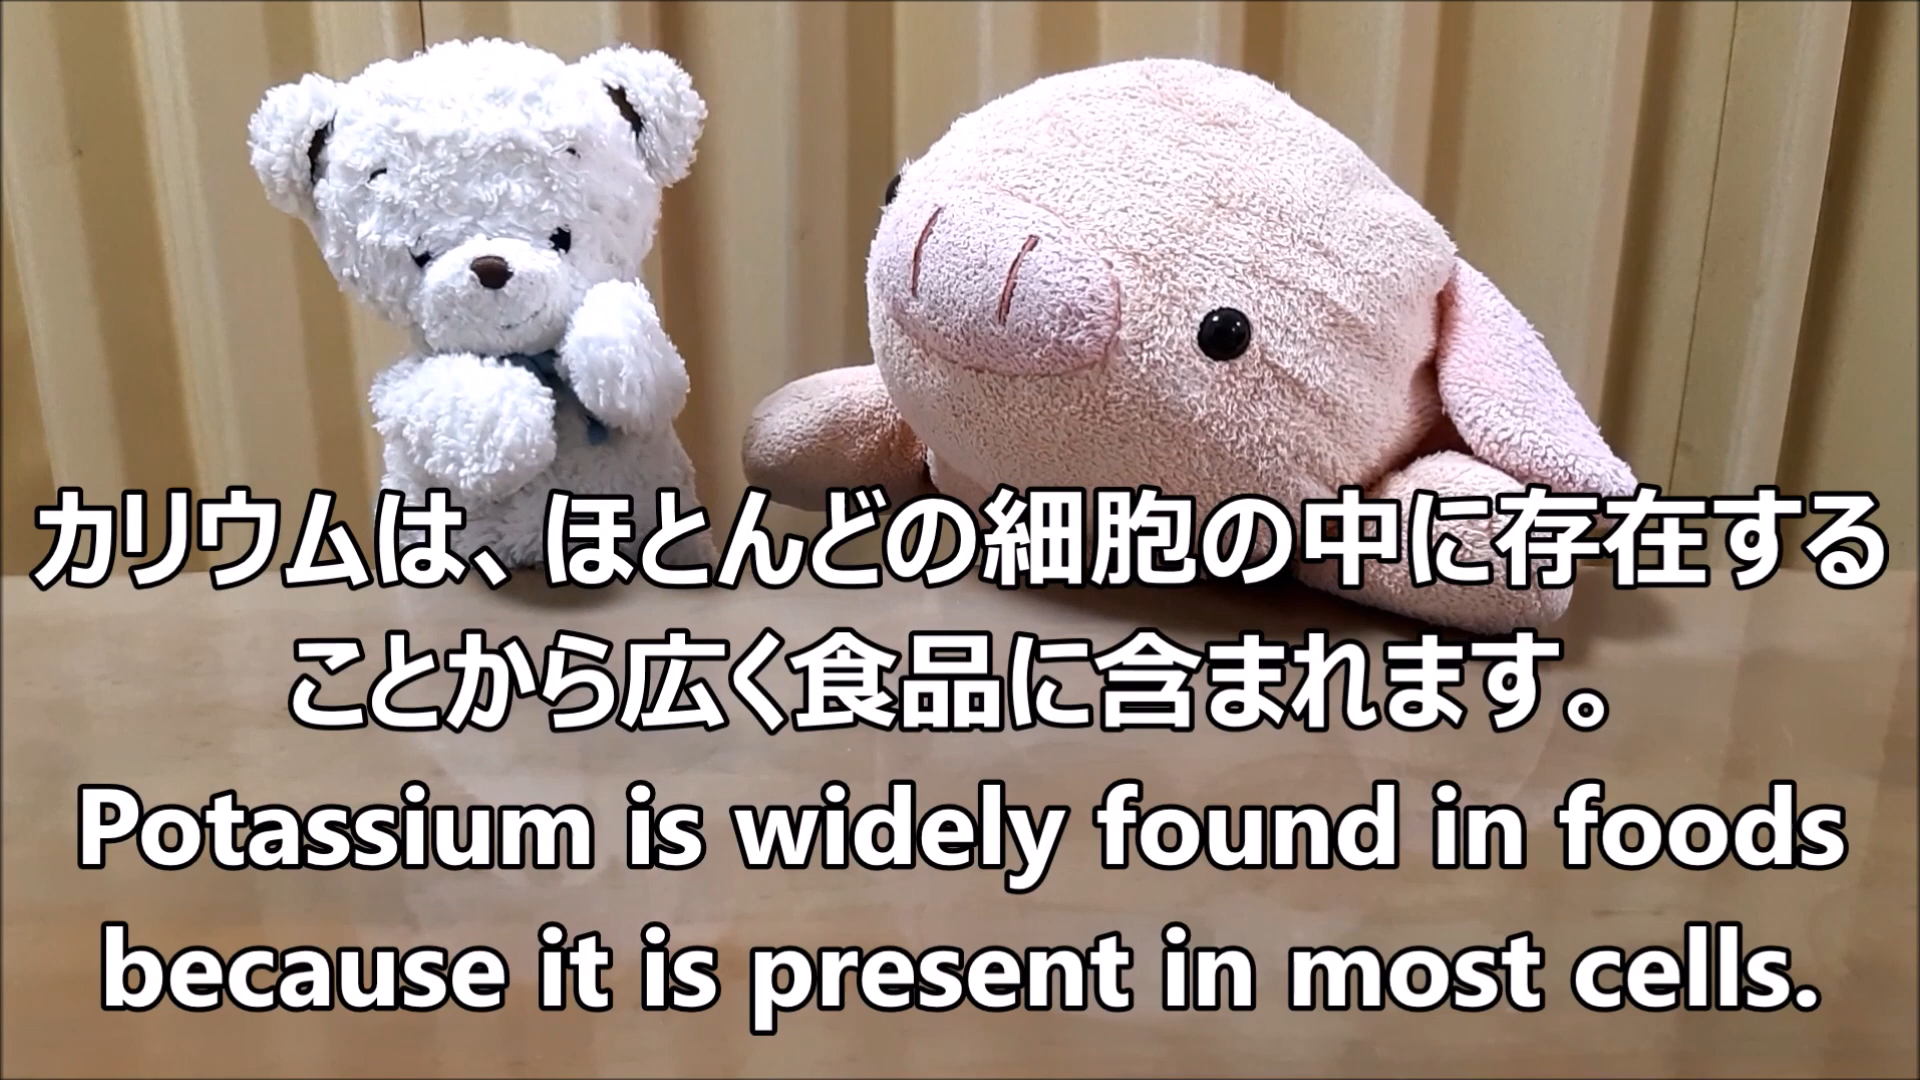 カリウムは、ほとんどの細胞の中に存在する
ことから広く食品に含まれます。
Potassium is widely found in foods
because it is present in most cells.